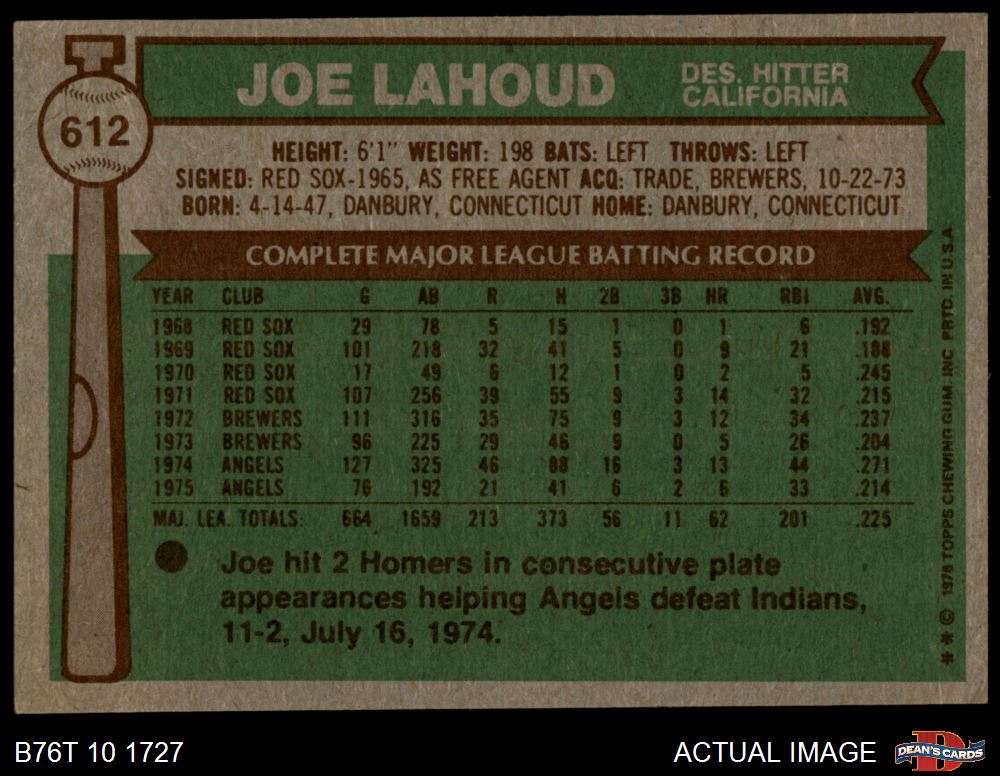 612
JOE LAHOUD
DES. HITTER
CALIFORNIA
HEIGHT: 6'1" WEIGHT: 198 BATS: LEFT THROWS: LEFT
SIGNED: RED SOX-1965, AS FREE AGENT ACQ: TRADE, BREWERS, 10-22-73
BORN: 4-14-47, DANBURY, CONNECTICUT HOME: DANBURY, CONNECTICUT
COMPLETE MAJOR LEAGUE BATTING RECORD
YEAR CLUB G AB R H 2B 3B HR RBI AVG.
1968 RED SOX 29 78 5 15 1 0 1 6 .192
1969 RED SOX 101 218 32 41 5 0 9 21 .188
1970 RED SOX 17 49 6 12 1 0 2 5 .245
1971 RED SOX 107 256 39 55 9 3 14 32 .215
1972 BREWERS 111 316 35 75 9 3 12 34 .237
1973 BREWERS 96 225 29 46 9 0 5 26 .204
1974 ANGELS 127 325 46 88 16 3 13 44 .271
1975 ANGELS 76 192 21 41 6 2 6 33 .214
MAJ. LEA. TOTALS: 664 1659 213 373 56 11 62 201 .225
Joe hit 2 Homers in consecutive plate
appearances helping Angels defeat Indians,
11-2, July 16, 1974.
** © 1976 TOPPS CHEWING GUM, INC PRTD. IN U.S.A.
B76T 10 1727
ACTUAL IMAGE
DEAN'S CARDS